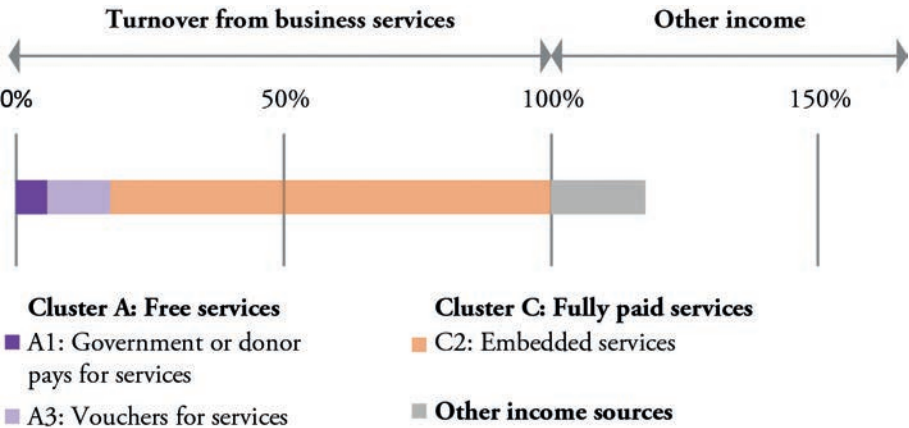 Turnover from business services
Other income
0%
50%
100%
150%
Cluster A: Free services
A1: Government or donor
pays for services
A3: Vouchers for services
Cluster C: Fully paid services
C2: Embedded services
Other income sources